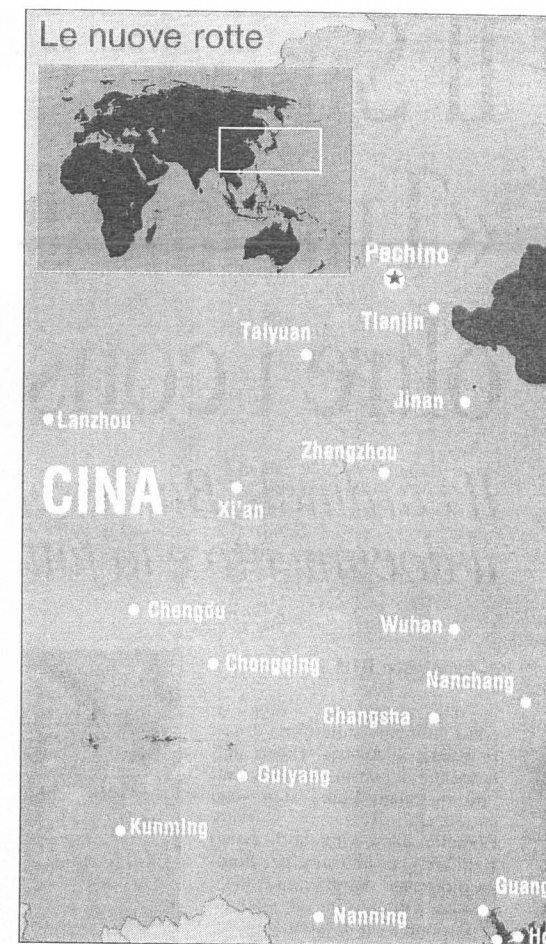 Le nuove rotte
Pechino
Tianjin
Taiyuan
Jinan
Lanzhou
Zhengzhou
CINA
Xi'an
Chengdu
Wuhan
Chongqing
Nanchang
Changsha
Guiyang
Kunming
Guang
Nanning